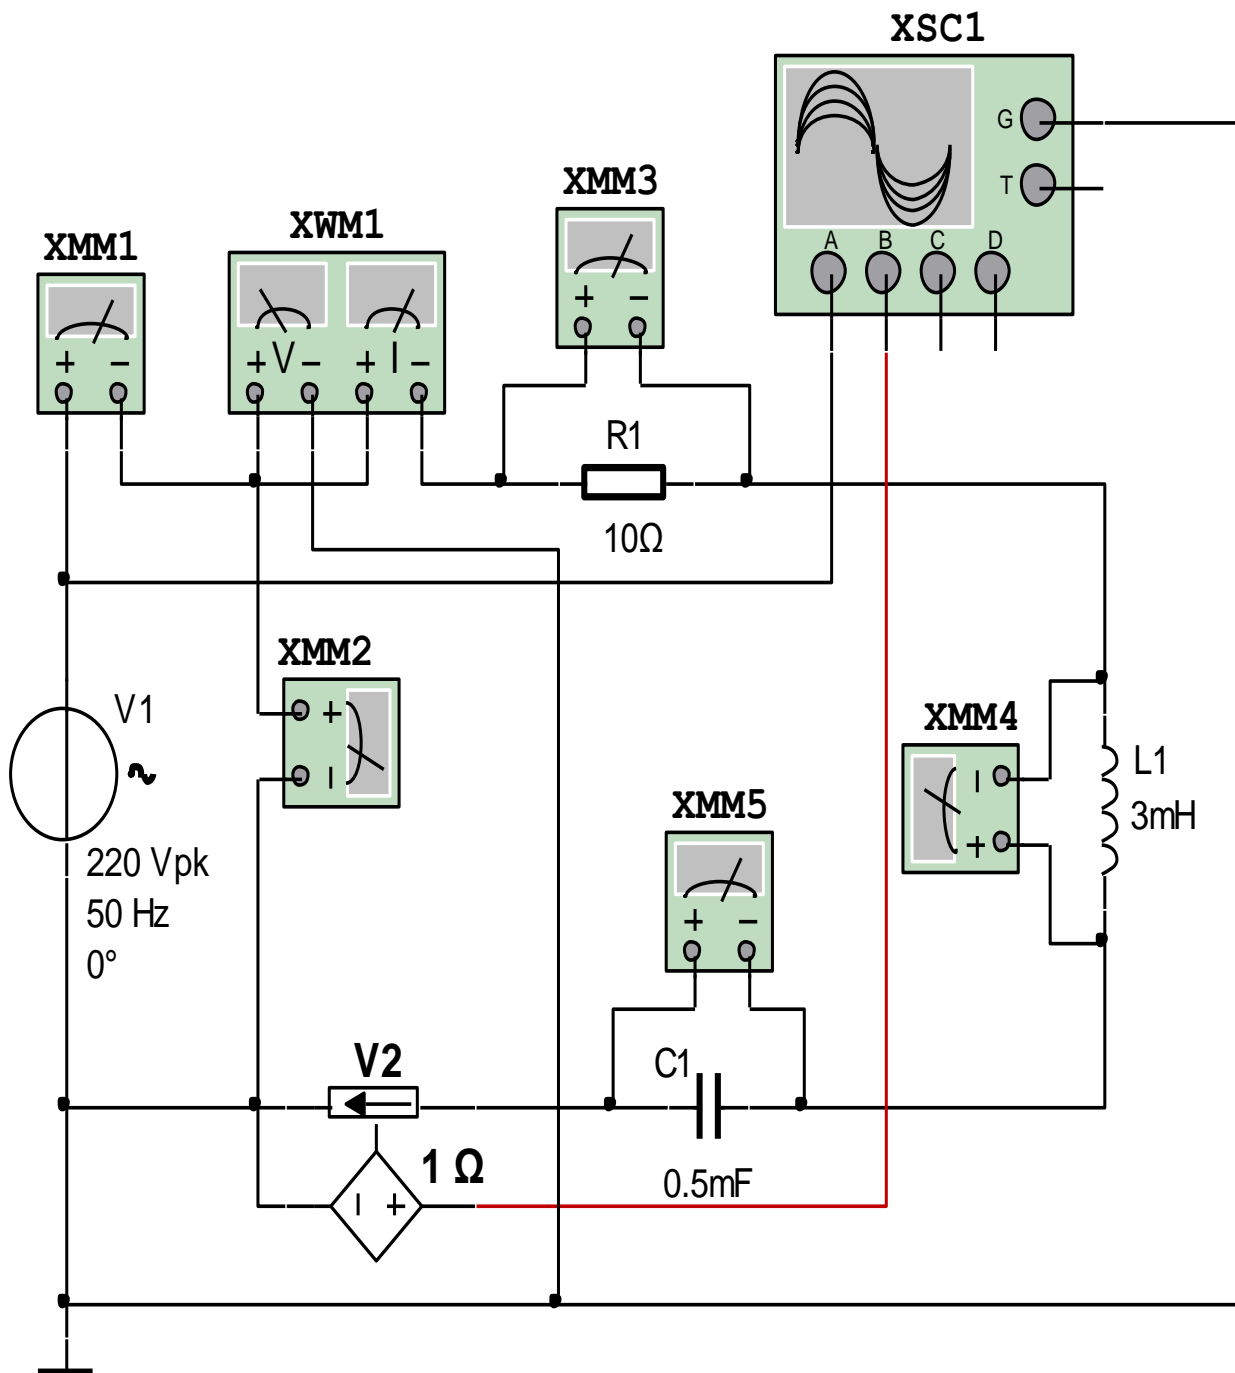 XSC1
G
T
A B C D
XMM3
+ −
XWM1
+ V − + I −
XMM1
+ −
R1
10Ω
XMM2
+
−
V1
220 Vpk
50 Hz
0°
XMM4
−
+
L1
3mH
XMM5
+ −
V2
C1
1 Ω
0.5mF
− +